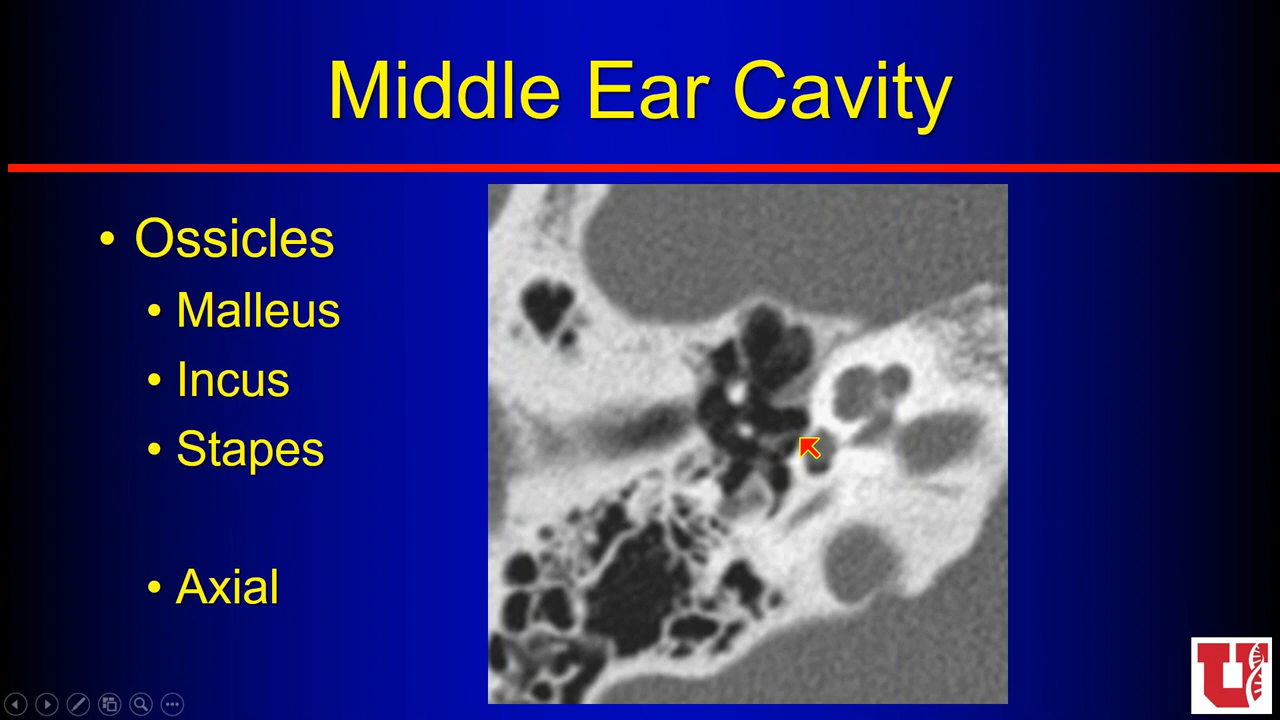 Middle Ear Cavity
• Ossicles
• Malleus
• Incus
• Stapes
• Axial
U